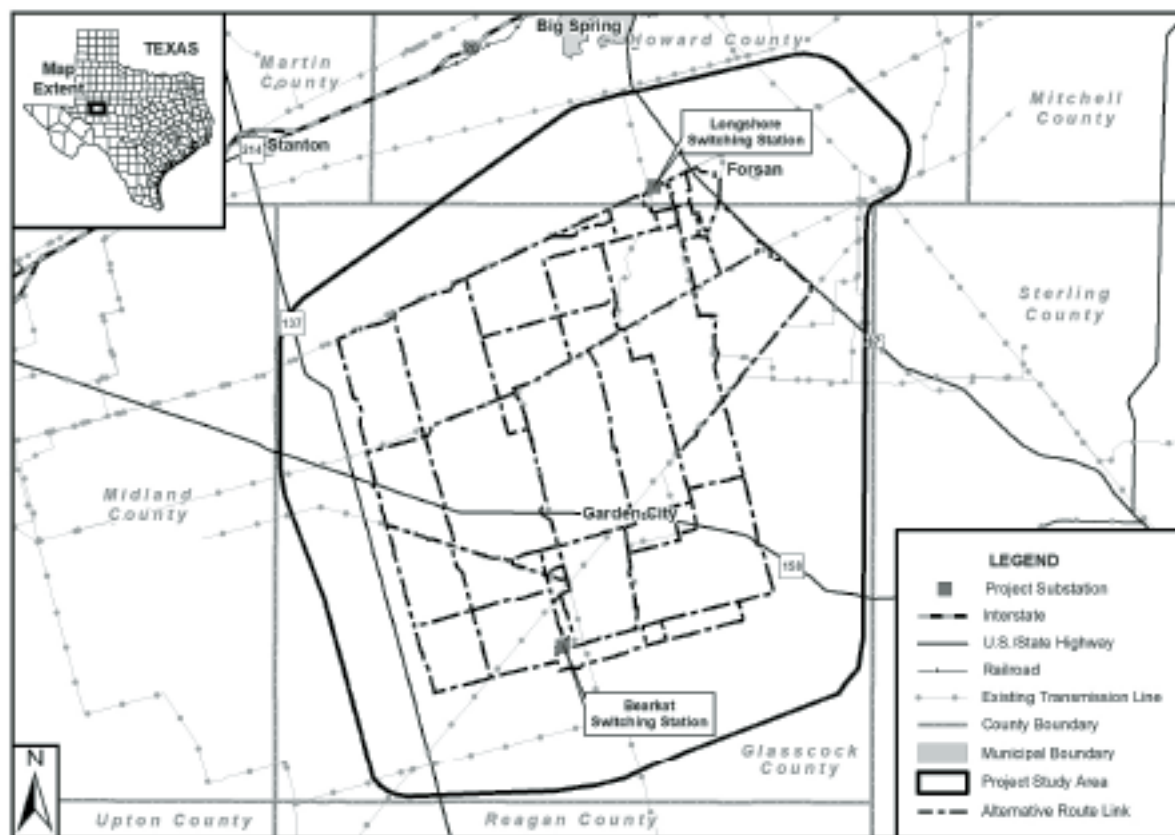 TEXAS
Map
Extent
Big Spring
Howard County
Martin
County
Mitchell
County
Longshore
Switching Station
Stanton
Forsan
Sterling
County
137
Midland
County
Garden City
158
Bearkat
Switching Station
Glasscock
County
Upton County
Reagan County
N
LEGEND
Project Substation
Interstate
U.S./State Highway
Railroad
Existing Transmission Line
County Boundary
Municipal Boundary
Project Study Area
Alternative Route Link